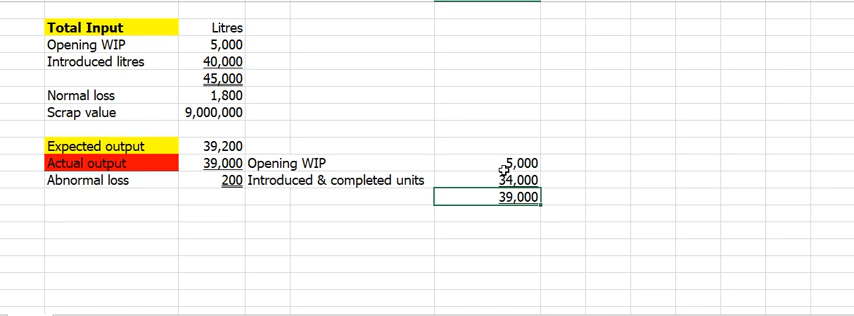 Total Input Litres
Opening WIP 5,000
Introduced litres 40,000
45,000
Normal loss 1,800
Scrap value 9,000,000
Expected output 39,200
Actual output 39,000 Opening WIP 5,000
Abnormal loss 200 Introduced & completed units 34,000
39,000